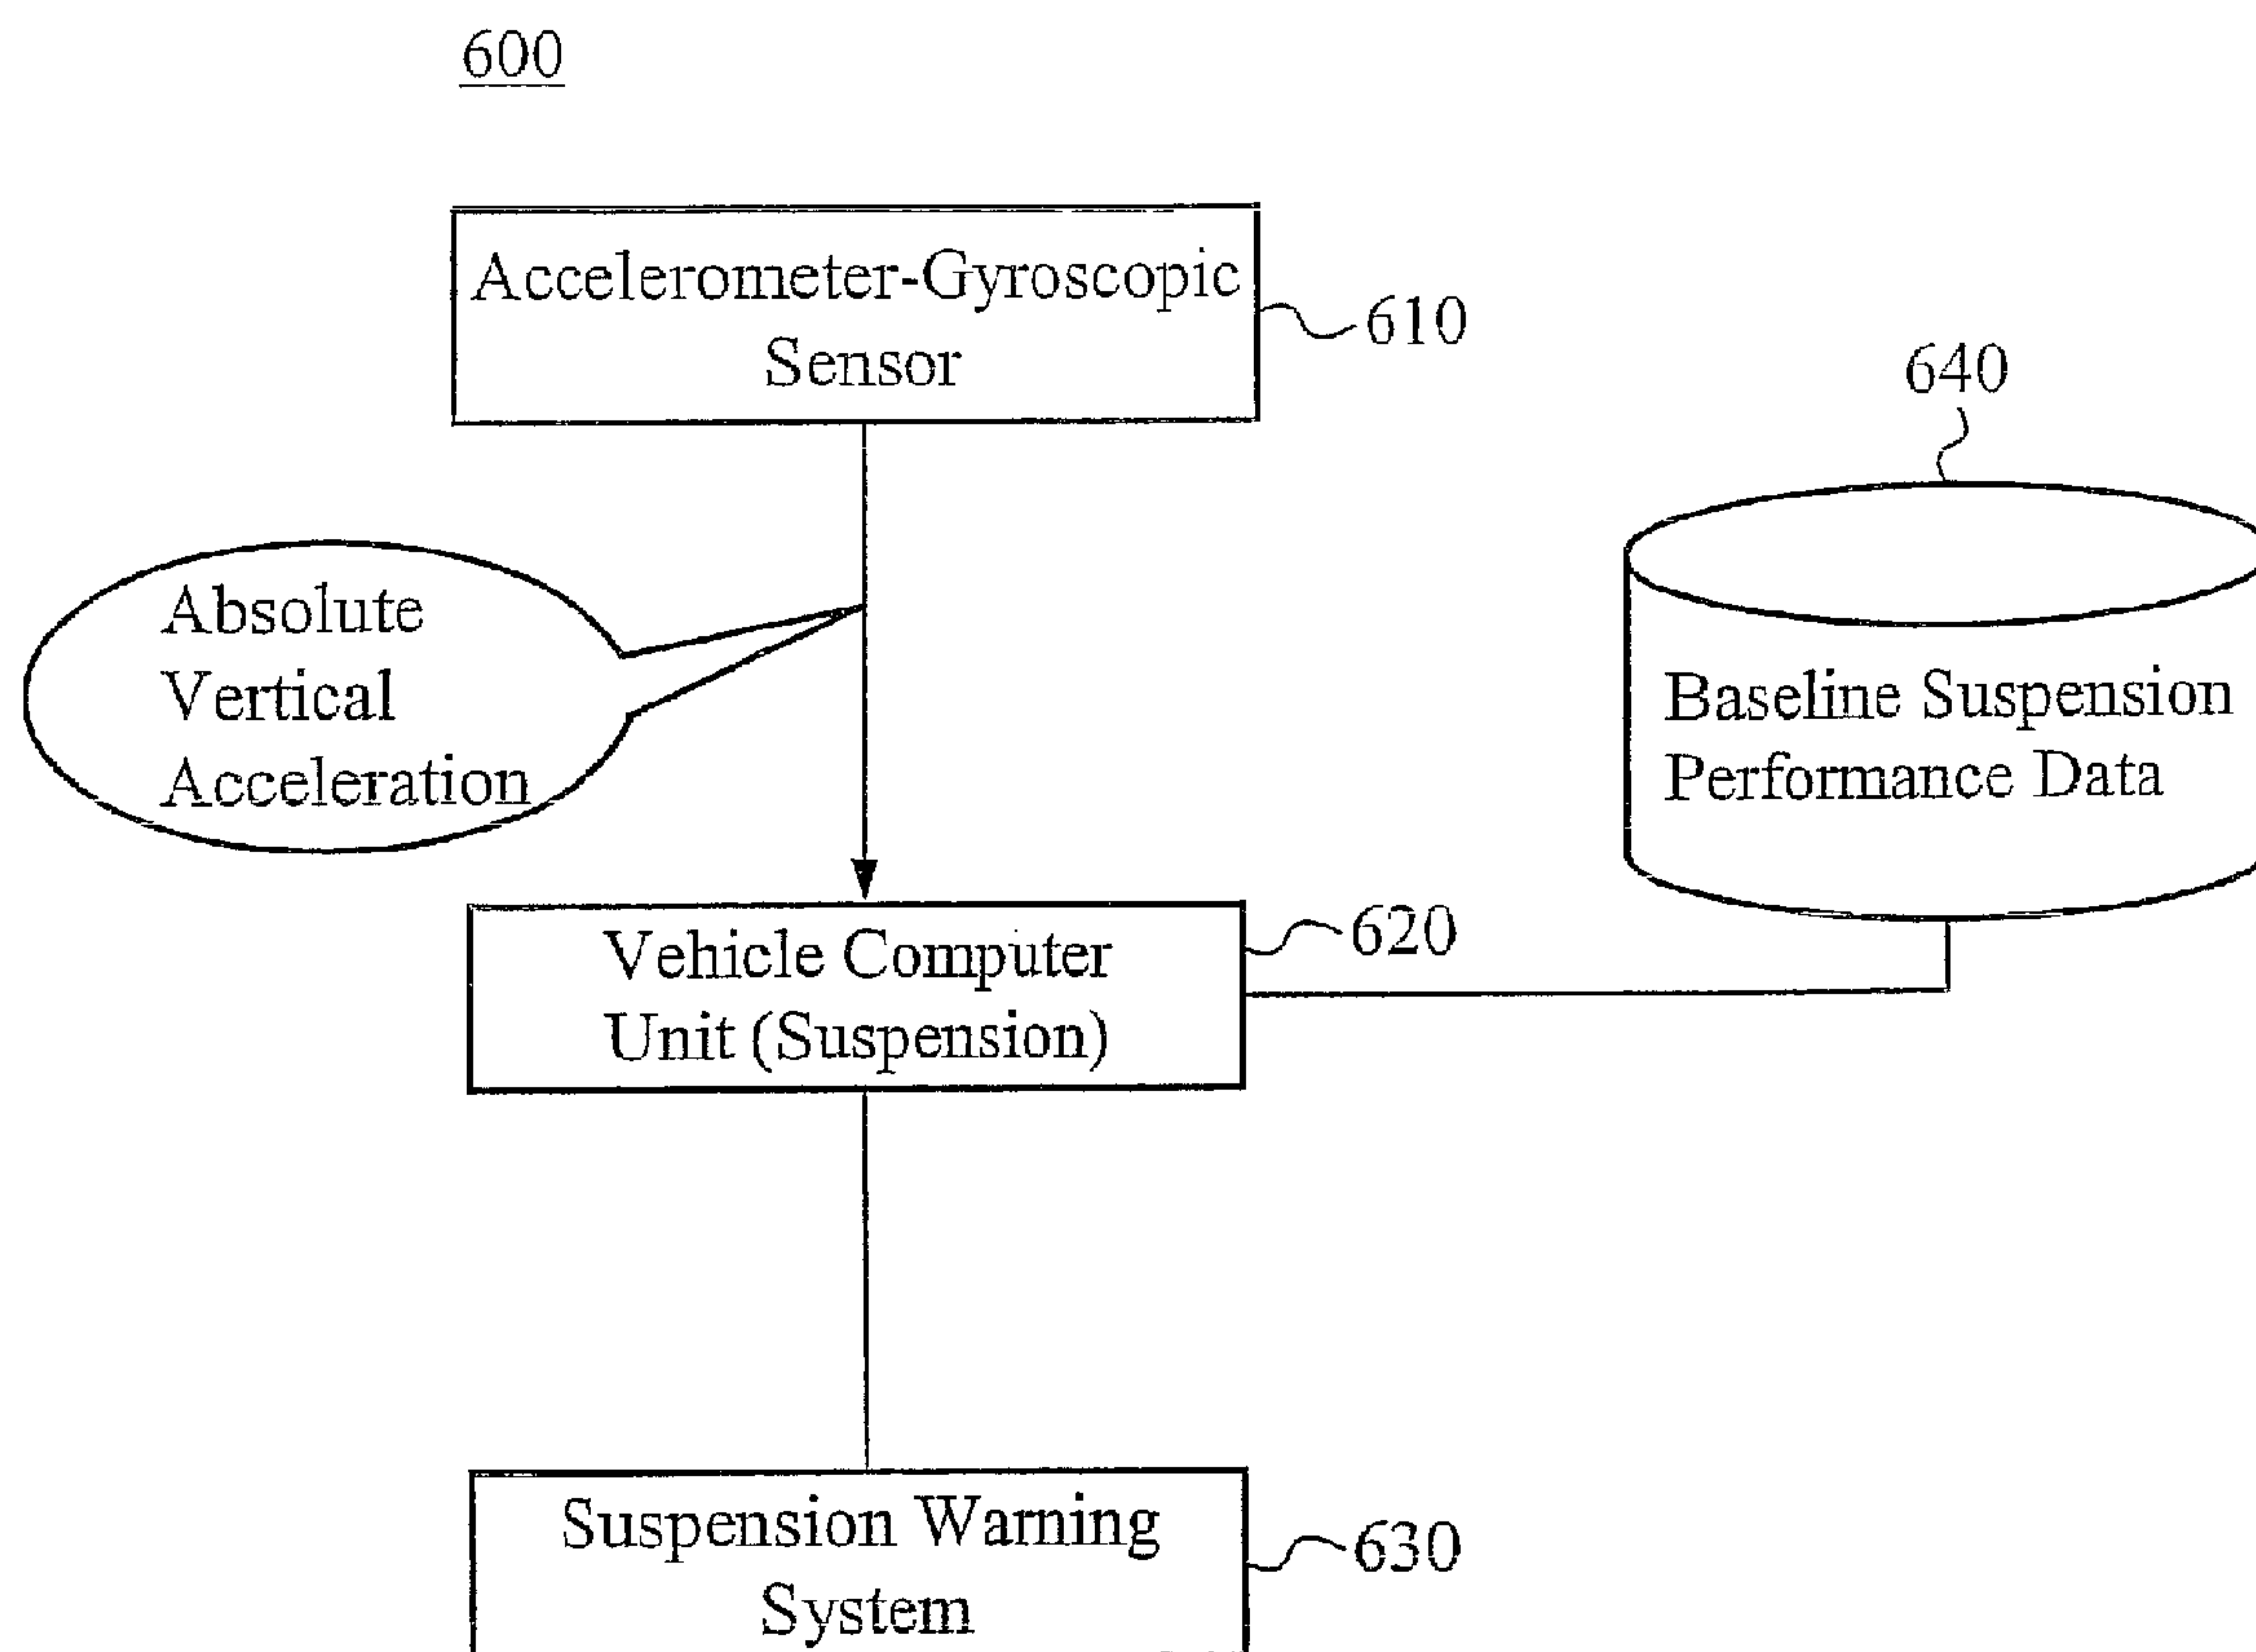 600
Accelerometer-Gyroscopic
Sensor
610
640
Absolute
Vertical
Acceleration
Baseline Suspension
Performance Data
Vehicle Computer
Unit (Suspension)
620
Suspension Warning
System
630